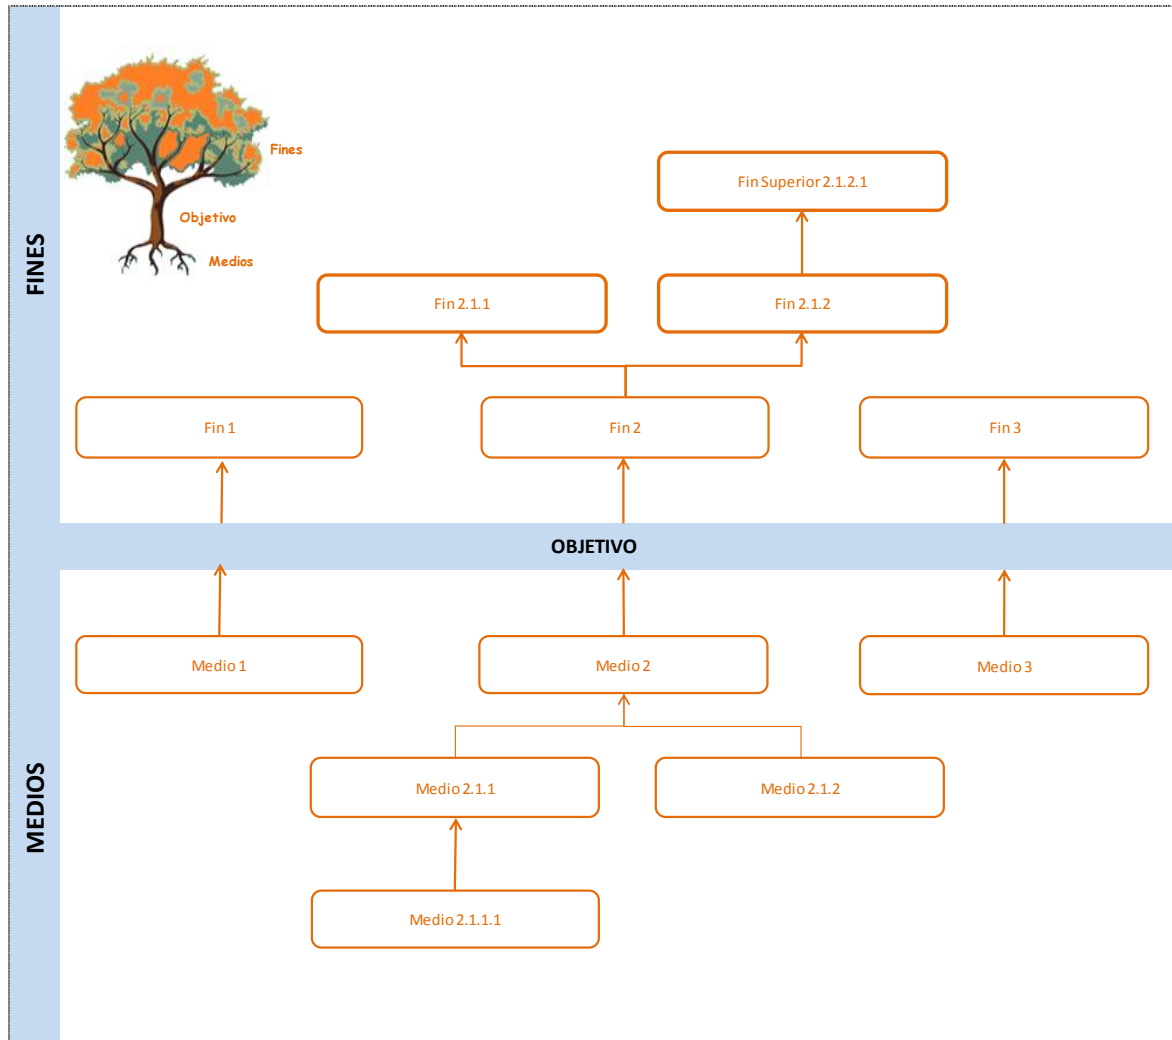 FINES
Fines
Objetivo
Medios
Fin Superior 2.1.2.1
Fin 2.1.1
Fin 2.1.2
Fin 1
Fin 2
Fin 3
OBJETIVO
MEDIOS
Medio 1
Medio 2
Medio 3
Medio 2.1.1
Medio 2.1.2
Medio 2.1.1.1